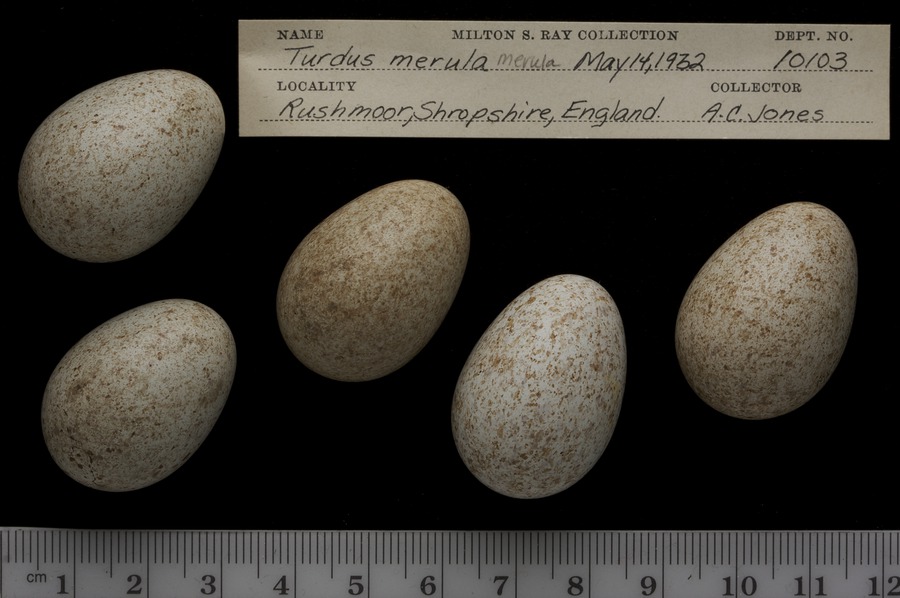 NAME MILTON S. RAY COLLECTION DEPT. NO.
Turdus merula merula May 14, 1932 10103
LOCALITY COLLECTOR
Rushmoor, Shropshire, England. A.C. Jones
cm 1 2 3 4 5 6 7 8 9 10 11 12